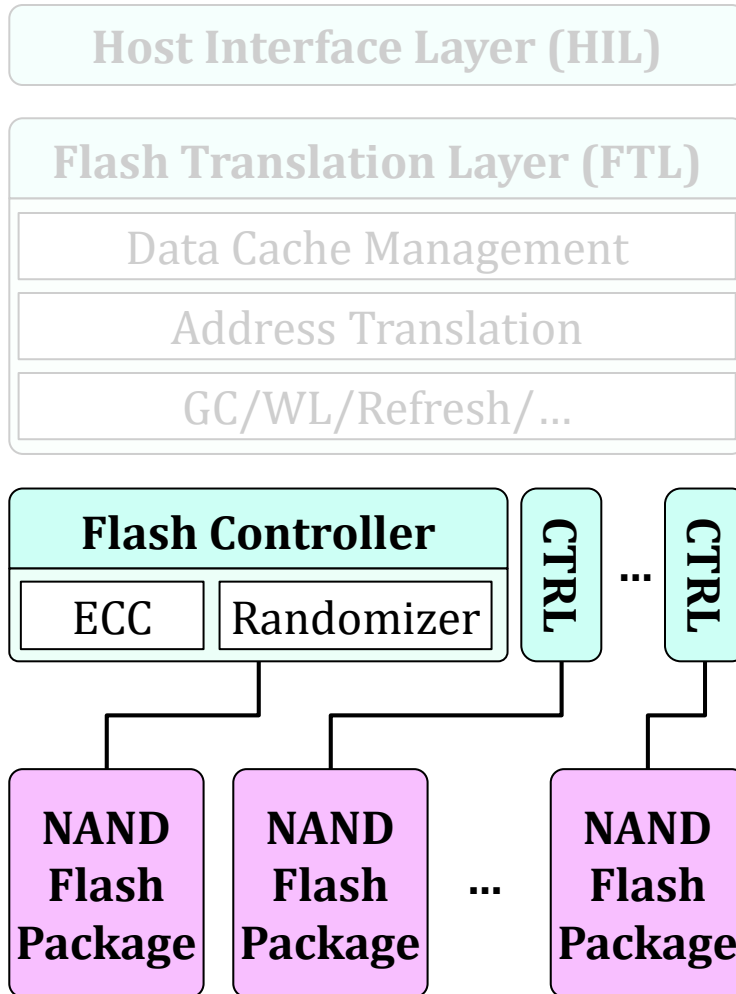 Host Interface Layer (HIL)
Flash Translation Layer (FTL)
Data Cache Management
Address Translation
GC/WL/Refresh/...
Flash Controller
ECC
Randomizer
CTRL
...
CTRL
NAND
Flash
Package
NAND
Flash
Package
...
NAND
Flash
Package